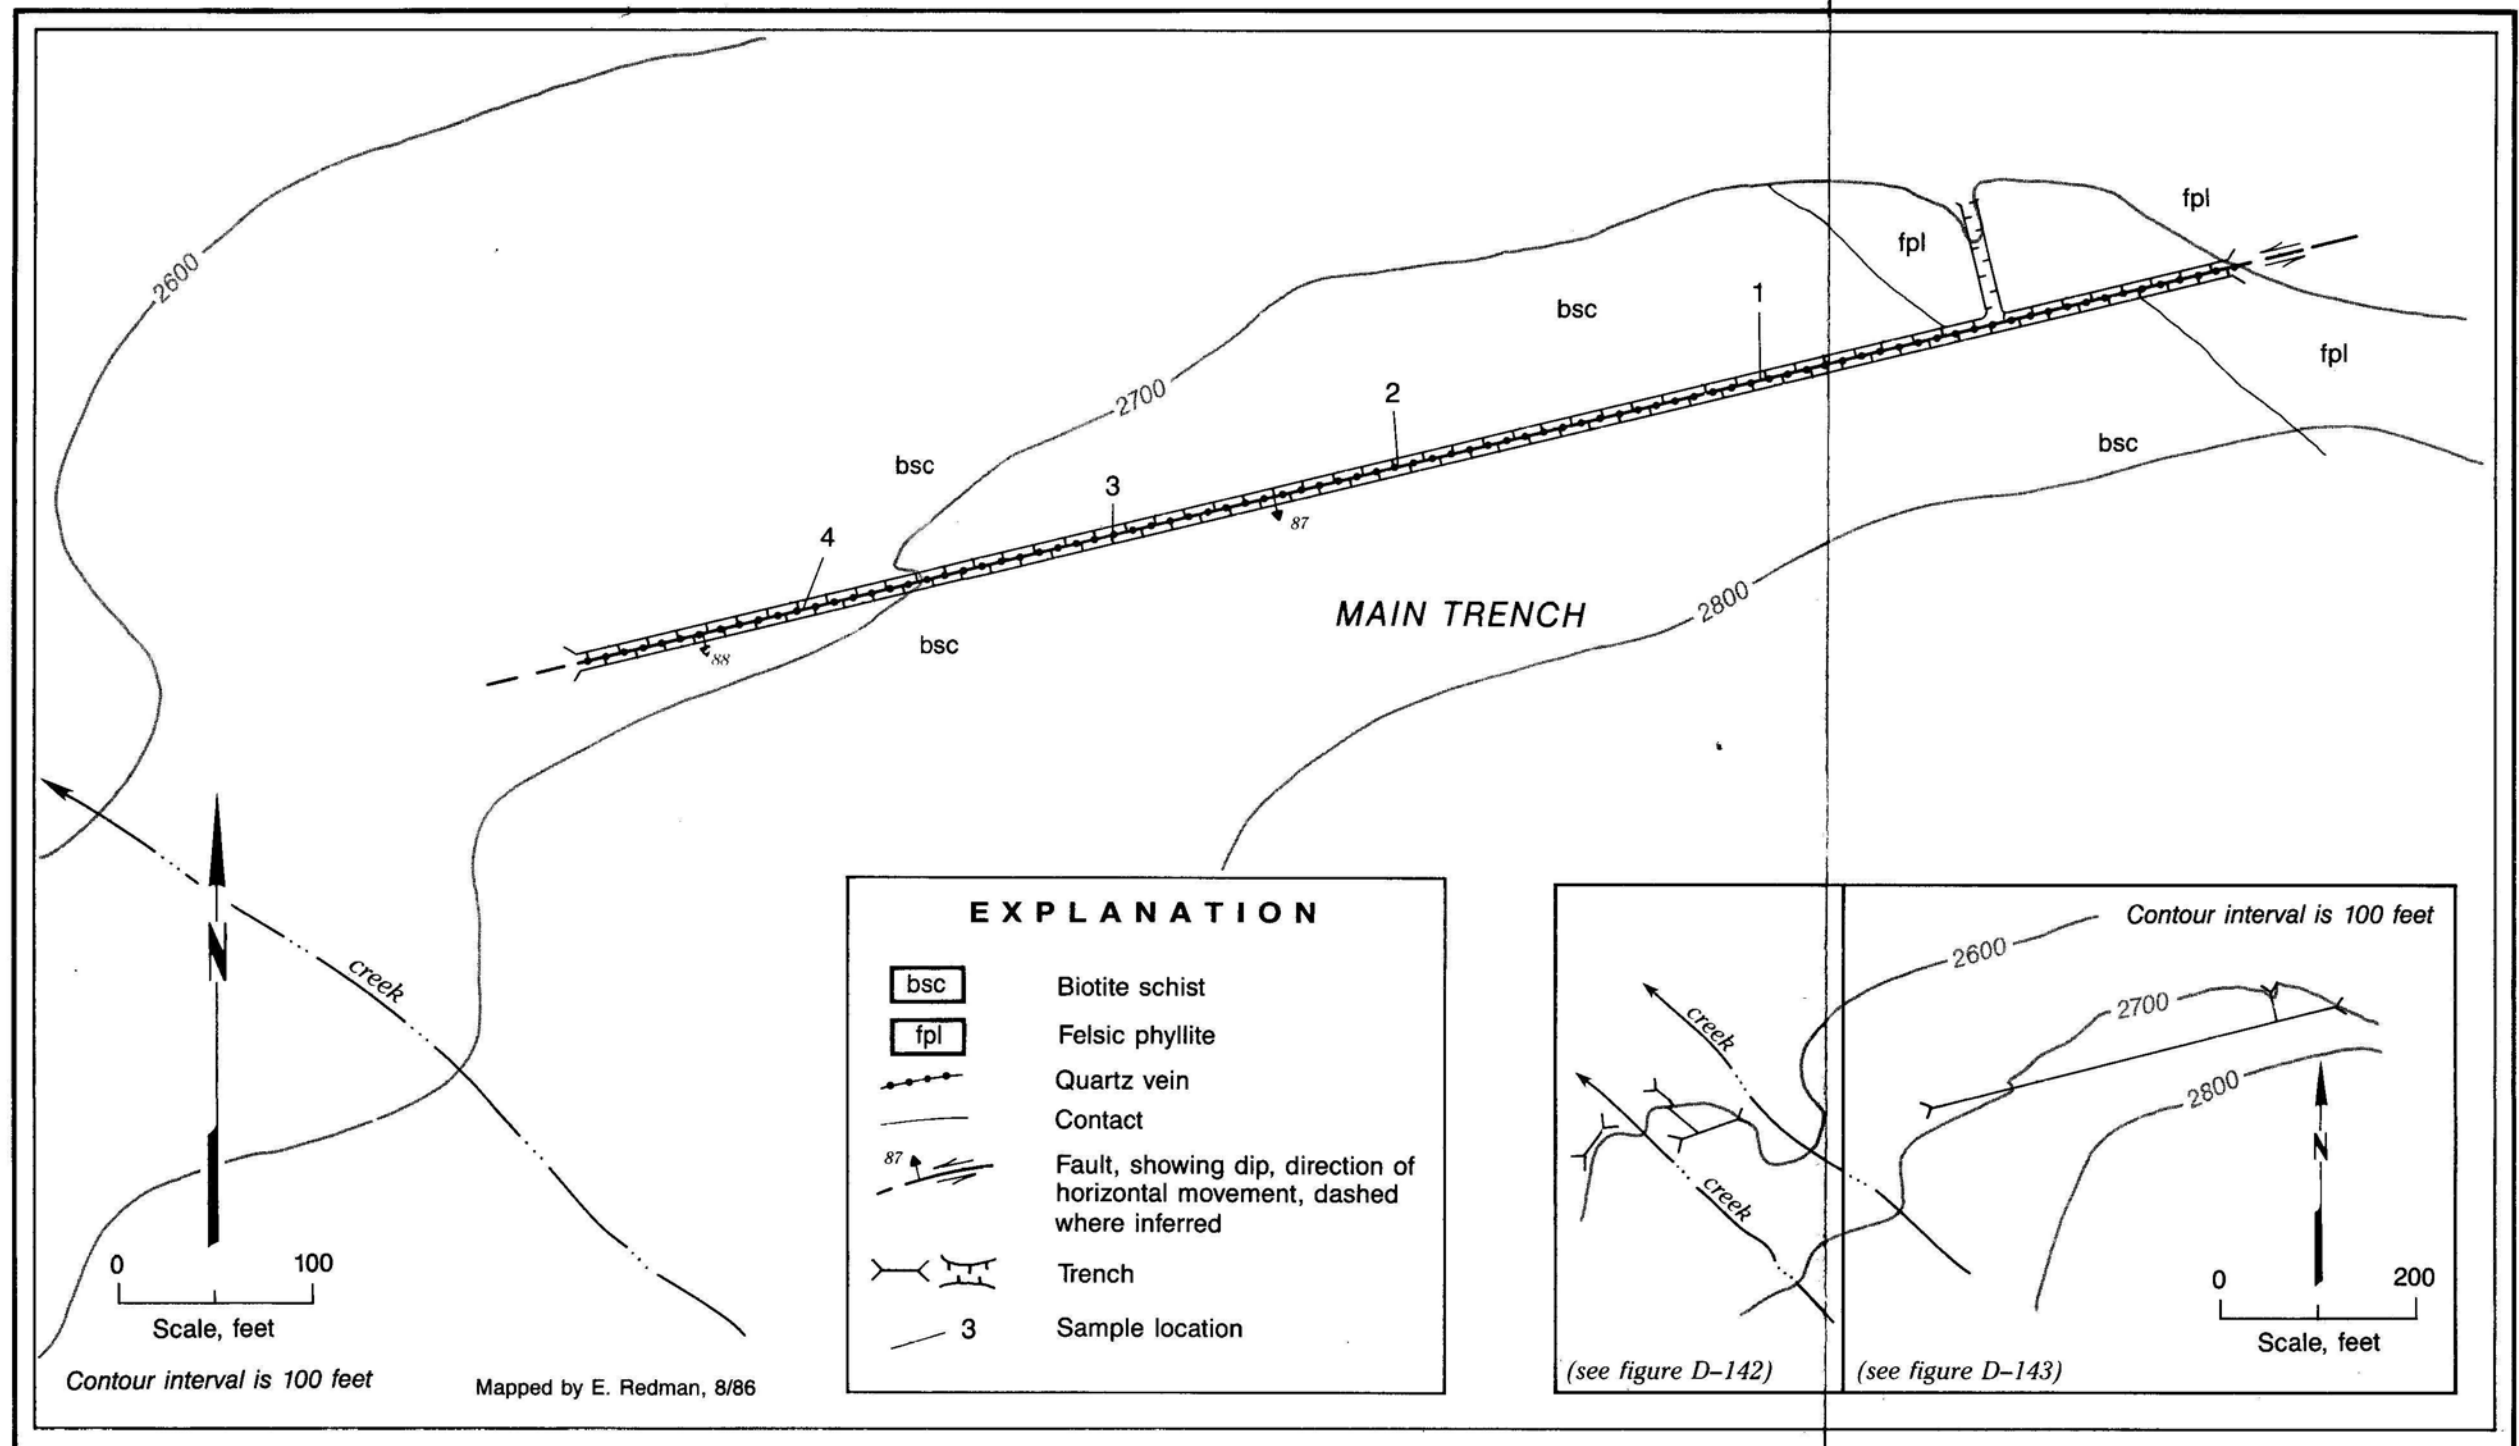 fpl
2600
fpl
1
bsc
fpl
2700
2
bsc
bsc
3
87
4
2800
MAIN TRENCH
bsc
88
N
creek
0 100
Scale, feet
Contour interval is 100 feet
Mapped by E. Redman, 8/86
EXPLANATION
bsc Biotite schist
fpl Felsic phyllite
Quartz vein
Contact
87 Fault, showing dip, direction of
horizontal movement, dashed
where inferred
Trench
3 Sample location
Contour interval is 100 feet
2600
2700
creek
2800
N
creek
0 200
Scale, feet
(see figure D-142)
(see figure D-143)